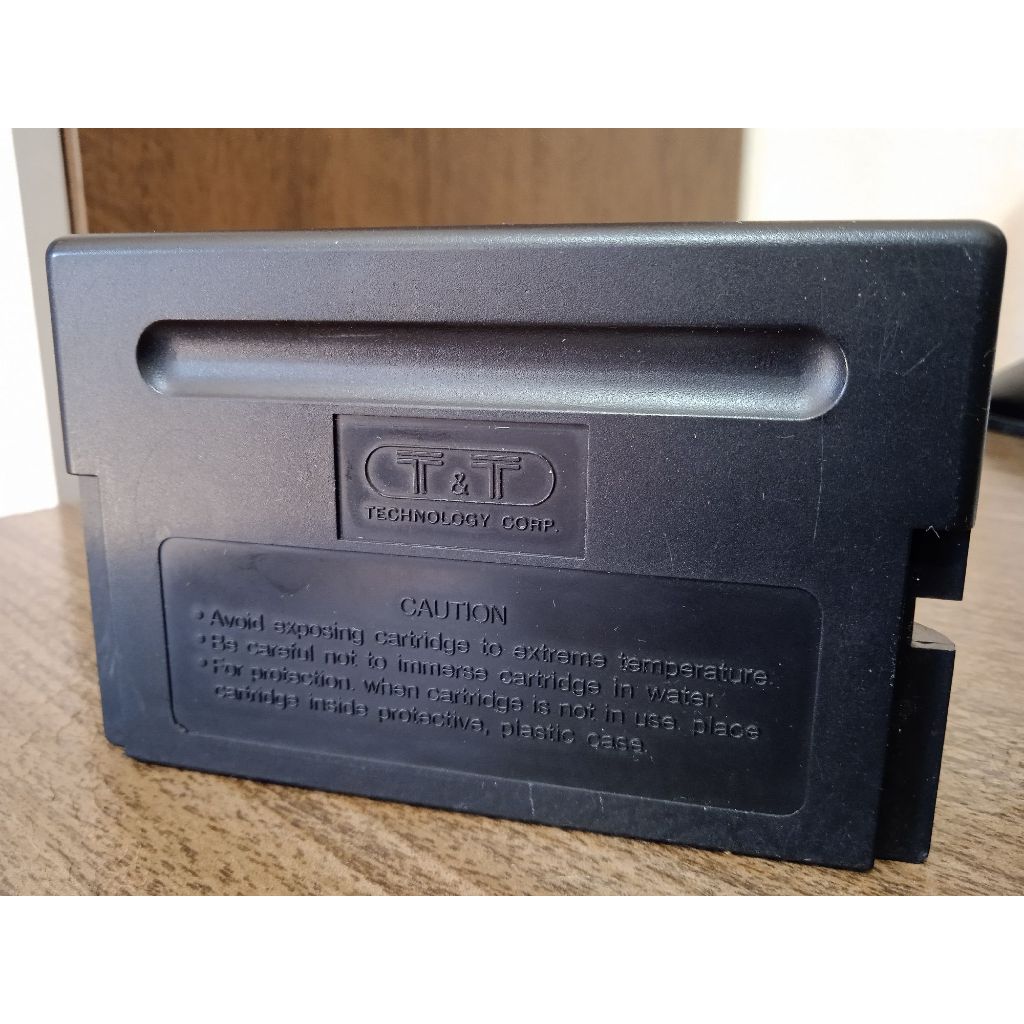 T&T
TECHNOLOGY CORP.
CAUTION
• Avoid exposing cartridge to extreme temperature.
• Be careful not to immerse cartridge in water.
• For protection, when cartridge is not in use, place
cartridge inside protective, plastic case.